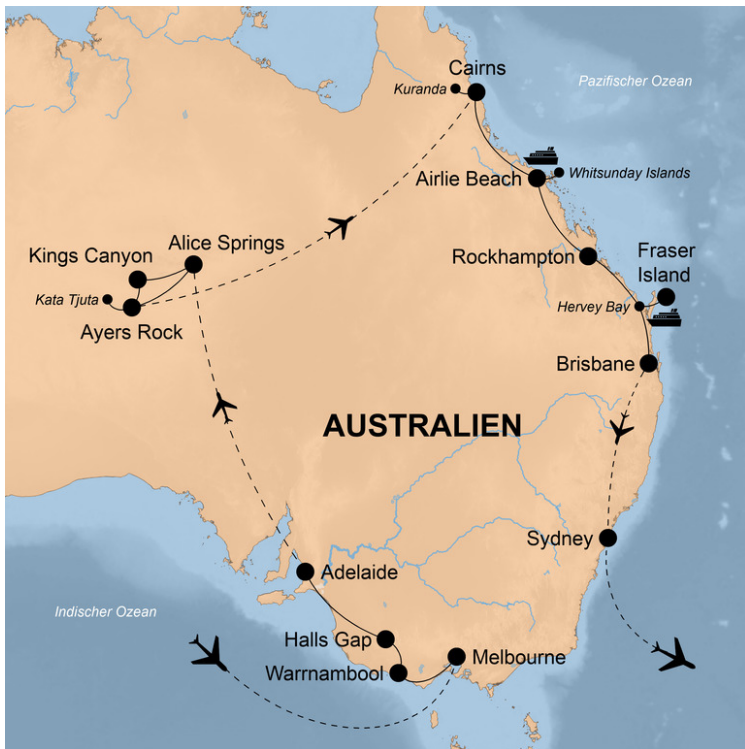 Cairns
Kuranda
Pazifischer Ozean
Airlie Beach
Whitsunday Islands
Kings Canyon
Alice Springs
Rockhampton
Fraser
Island
Kata Tjuta
Hervey Bay
Ayers Rock
Brisbane
AUSTRALIEN
Sydney
Adelaide
Indischer Ozean
Halls Gap
Melbourne
Warrnambool